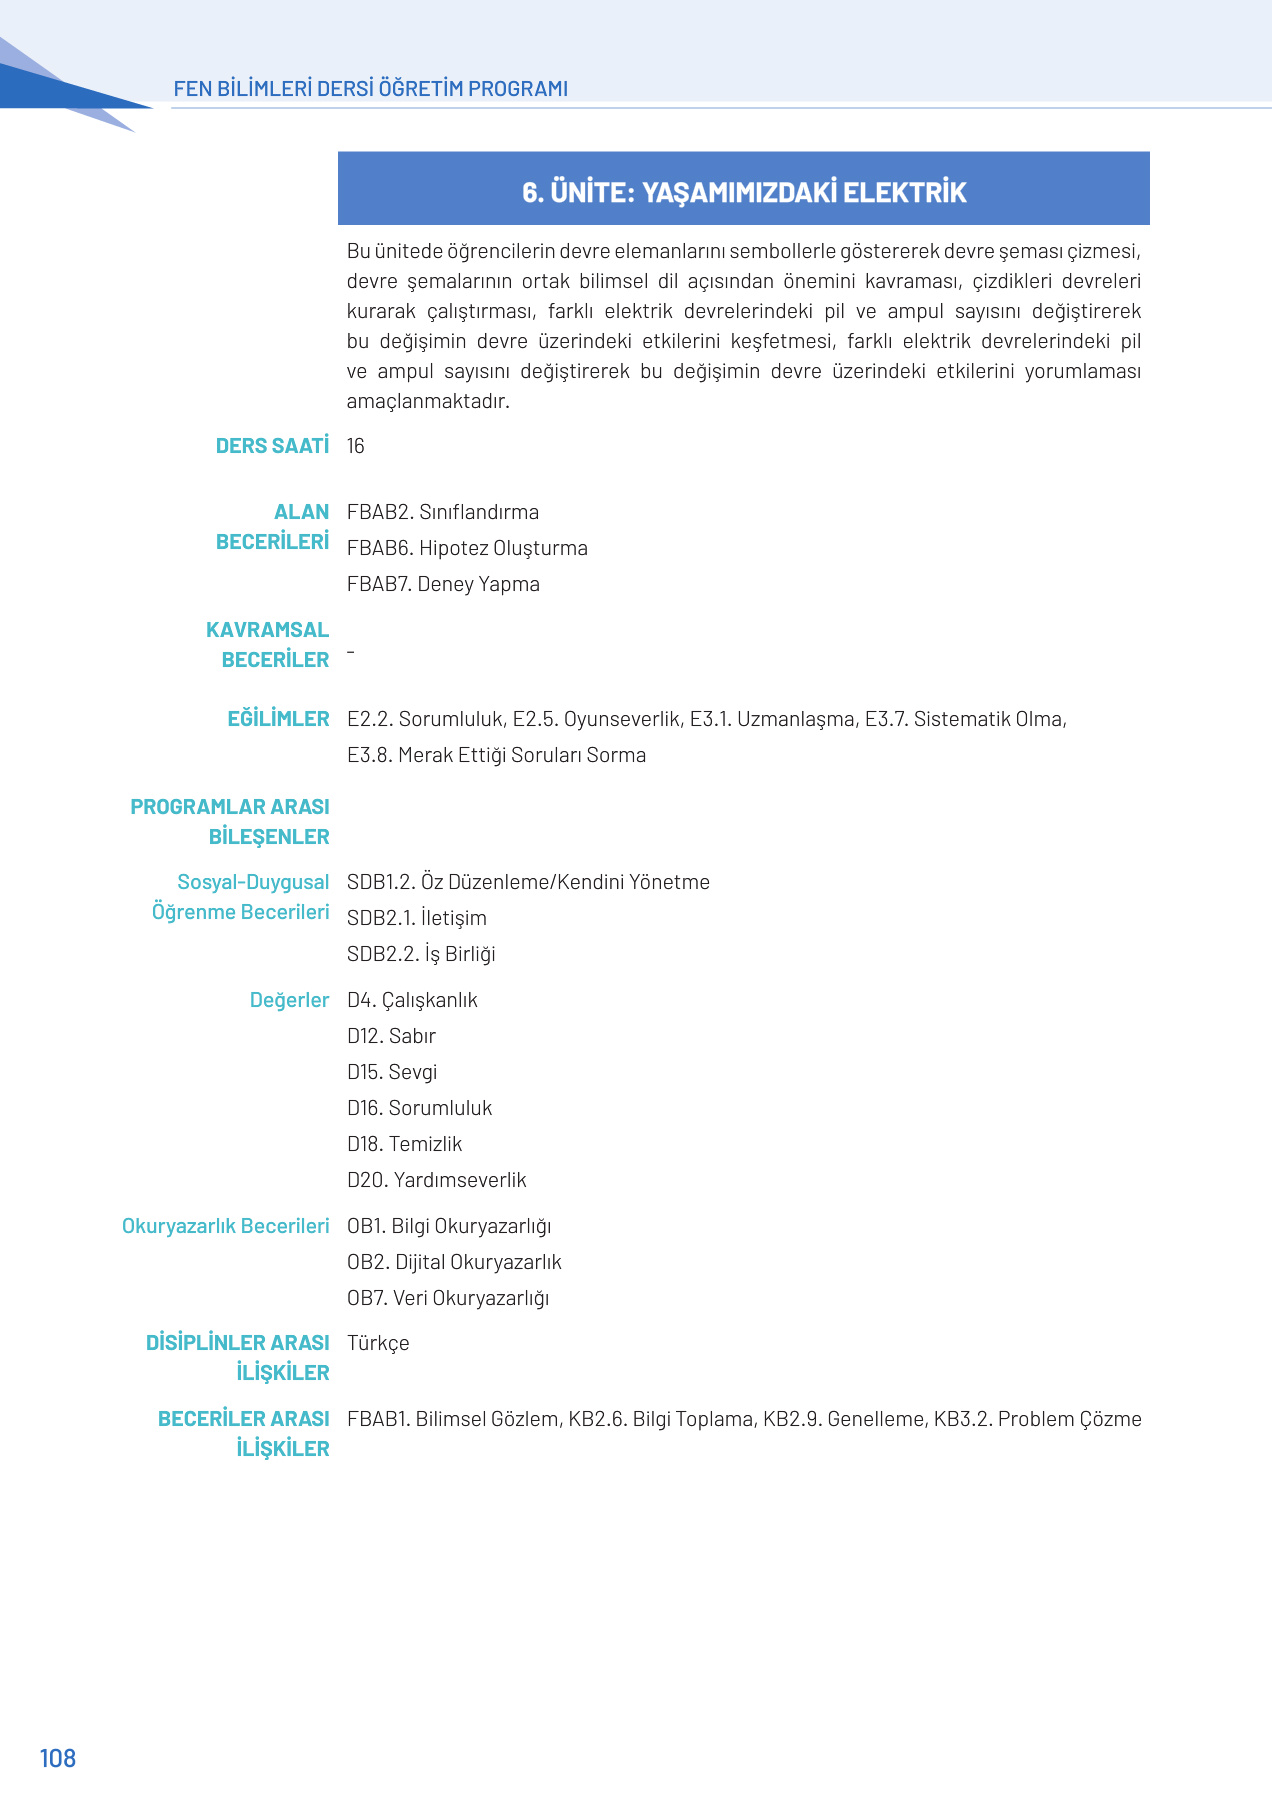 FEN BİLİMLERİ DERSİ ÖĞRETİM PROGRAMI
6. ÜNİTE: YAŞAMIMIZDAKİ ELEKTRİK
Bu ünitede öğrencilerin devre elemanlarını sembollerle göstererek devre şeması çizmesi,
devre şemalarının ortak bilimsel dil açısından önemini kavraması, çizdikleri devreleri
kurarak çalıştırması, farklı elektrik devrelerindeki pil ve ampul sayısını değiştirerek
bu değişimin devre üzerindeki etkilerini keşfetmesi, farklı elektrik devrelerindeki pil
ve ampul sayısını değiştirerek bu değişimin devre üzerindeki etkilerini yorumlaması
amaçlanmaktadır.
DERS SAATİ 16
ALAN
BECERİLERİ
FBAB2. Sınıflandırma
FBAB6. Hipotez Oluşturma
FBAB7. Deney Yapma
KAVRAMSAL
BECERİLER
-
EĞİLİMLER
E2.2. Sorumluluk, E2.5. Oyunseverlik, E3.1. Uzmanlaşma, E3.7. Sistematik Olma,
E3.8. Merak Ettiği Soruları Sorma
PROGRAMLAR ARASI
BİLEŞENLER
Sosyal-Duygusal
Öğrenme Becerileri
SDB1.2. Öz Düzenleme/Kendini Yönetme
SDB2.1. İletişim
SDB2.2. İş Birliği
Değerler
D4. Çalışkanlık
D12. Sabır
D15. Sevgi
D16. Sorumluluk
D18. Temizlik
D20. Yardımseverlik
Okuryazarlık Becerileri
OB1. Bilgi Okuryazarlığı
OB2. Dijital Okuryazarlık
OB7. Veri Okuryazarlığı
DİSİPLİNLER ARASI
İLİŞKİLER
Türkçe
BECERİLER ARASI
İLİŞKİLER
FBAB1. Bilimsel Gözlem, KB2.6. Bilgi Toplama, KB2.9. Genelleme, KB3.2. Problem Çözme
108